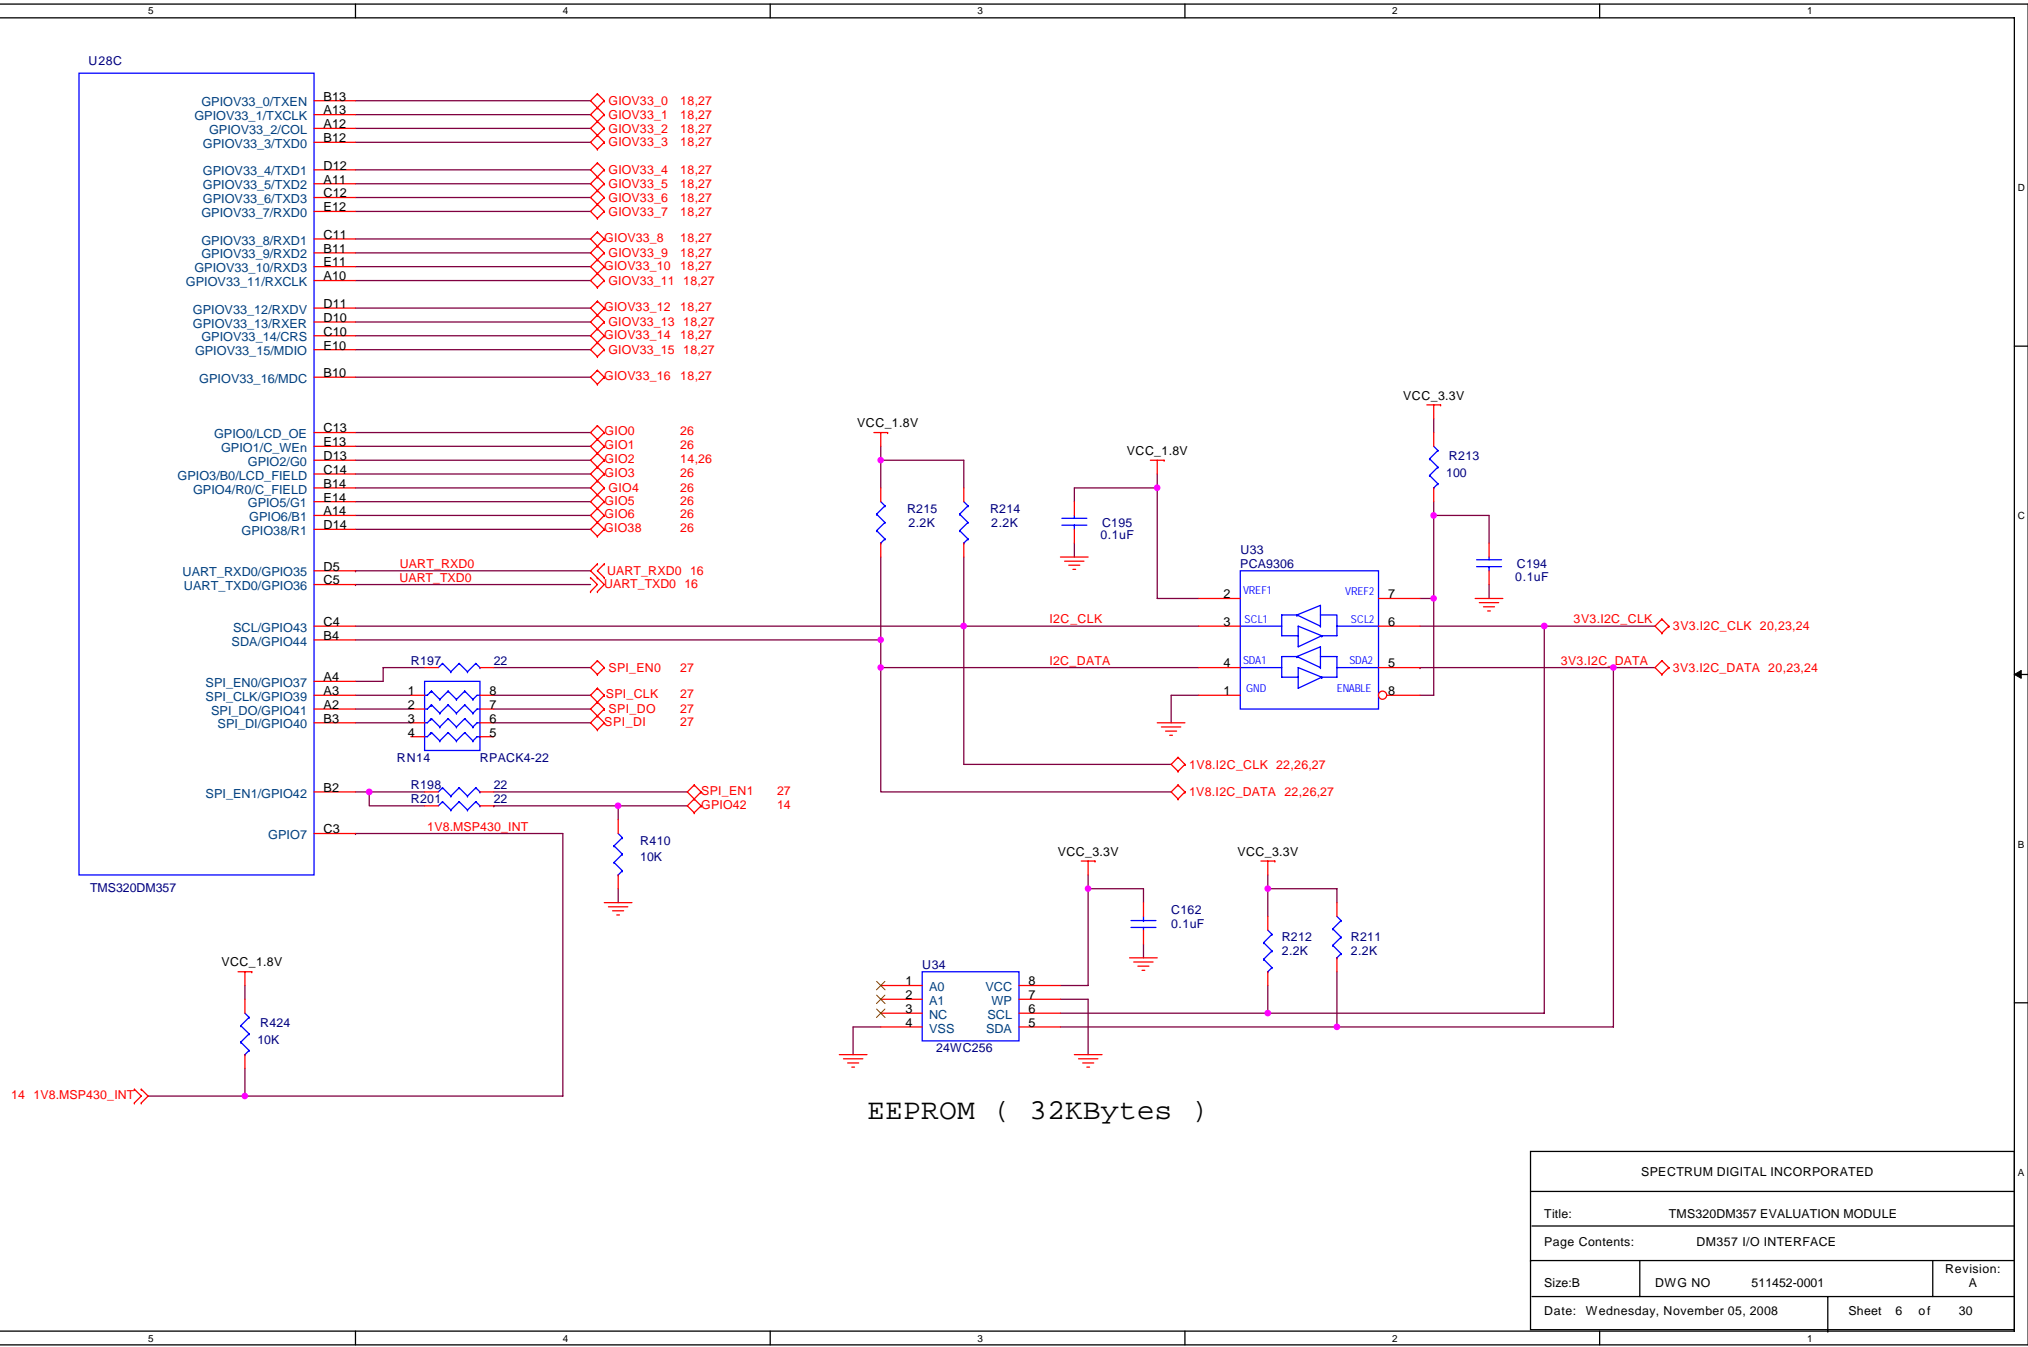 5 4 3 2 1
U28C
GPIOV33_0/TXEN B13 GIOV33_0 18,27
GPIOV33_1/TXCLK A13 GIOV33_1 18,27
GPIOV33_2/COL A12 GIOV33_2 18,27
GPIOV33_3/TXD0 B12 GIOV33_3 18,27
GPIOV33_4/TXD1 D12 GIOV33_4 18,27
GPIOV33_5/TXD2 A11 GIOV33_5 18,27
GPIOV33_6/TXD3 C12 GIOV33_6 18,27
GPIOV33_7/RXD0 E12 GIOV33_7 18,27
GPIOV33_8/RXD1 C11 GIOV33_8 18,27
GPIOV33_9/RXD2 B11 GIOV33_9 18,27
GPIOV33_10/RXD3 E11 GIOV33_10 18,27
GPIOV33_11/RXCLK A10 GIOV33_11 18,27
GPIOV33_12/RXDV D11 GIOV33_12 18,27
GPIOV33_13/RXER D10 GIOV33_13 18,27
GPIOV33_14/CRS C10 GIOV33_14 18,27
GPIOV33_15/MDIO E10 GIOV33_15 18,27
GPIOV33_16/MDC B10 GIOV33_16 18,27
GPIO0/LCD_OE C13 GIO0 26
GPIO1/C_WEn E13 GIO1 26
GPIO2/G0 D13 GIO2 14,26
GPIO3/B0/LCD_FIELD C14 GIO3 26
GPIO4/R0/C_FIELD B14 GIO4 26
GPIO5/G1 E14 GIO5 26
GPIO6/B1 A14 GIO6 26
GPIO38/R1 D14 GIO38 26
UART_RXD0/GPIO35 D5 UART_RXD0 UART_RXD0 16
UART_TXD0/GPIO36 C5 UART_TXD0 UART_TXD0 16
SCL/GPIO43 C4
SDA/GPIO44 B4
R197 22 SPI_EN0 27
SPI_EN0/GPIO37 A4
SPI_CLK/GPIO39 A3 1 8 SPI_CLK 27
SPI_DO/GPIO41 A2 2 7 SPI_DO 27
SPI_DI/GPIO40 B3 3 6 SPI_DI 27
4 5
RN14 RPACK4-22
SPI_EN1/GPIO42 B2 R198 22 SPI_EN1 27
R201 22 GPIO42 14
GPIO7 C3 1V8.MSP430_INT
R410
10K
TMS320DM357
VCC_1.8V
R424
10K
14 1V8.MSP430_INT
VCC_1.8V
R215
2.2K
R214
2.2K
VCC_1.8V
C195
0.1uF
VCC_3.3V
R213
100
C194
0.1uF
U33
PCA9306
2 VREF1 VREF2 7
I2C_CLK 3 SCL1 SCL2 6 3V3.I2C_CLK 3V3.I2C_CLK 20,23,24
I2C_DATA 4 SDA1 SDA2 5 3V3.I2C_DATA 3V3.I2C_DATA 20,23,24
1 GND ENABLE 8
1V8.I2C_CLK 22,26,27
1V8.I2C_DATA 22,26,27
VCC_3.3V
C162
0.1uF
VCC_3.3V
R212
2.2K
R211
2.2K
U34
1 A0 VCC 8
2 A1 WP 7
3 NC SCL 6
4 VSS SDA 5
24WC256
EEPROM ( 32KBytes )
D
C
B
A
SPECTRUM DIGITAL INCORPORATED
Title: TMS320DM357 EVALUATION MODULE
Page Contents: DM357 I/O INTERFACE
Size:B DWG NO 511452-0001 Revision: A
Date: Wednesday, November 05, 2008 Sheet 6 of 30
5 4 3 2 1